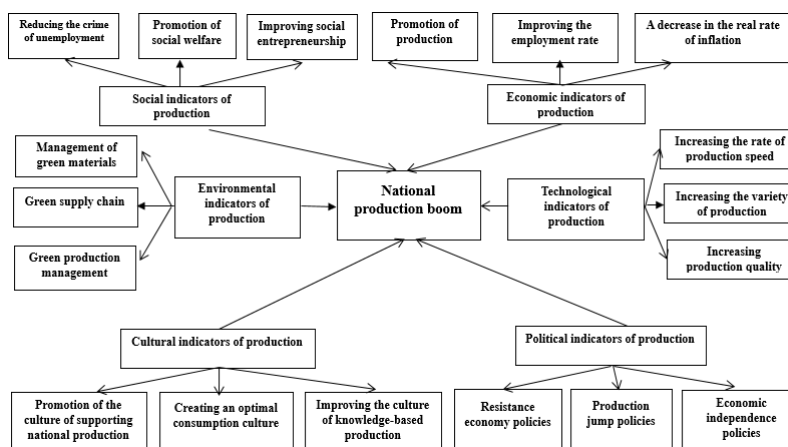 Reducing the crime
of unemployment
Promotion of
social welfare
Improving social
entrepreneurship
Promotion of
production
Improving the
employment rate
A decrease in the real rate
of inflation
Social indicators of
production
Economic indicators of
production
Management of
green materials
Green supply chain
Green production
management
Environmental
indicators of
production
National
production boom
Technological
indicators of
production
Increasing the rate of
production speed
Increasing the variety
of production
Increasing
production quality
Cultural indicators of production
Political indicators of production
Promotion of the
culture of supporting
national production
Creating an optimal
consumption culture
Improving the culture
of knowledge-based
production
Resistance
economy policies
Production
jump policies
Economic
independence
policies